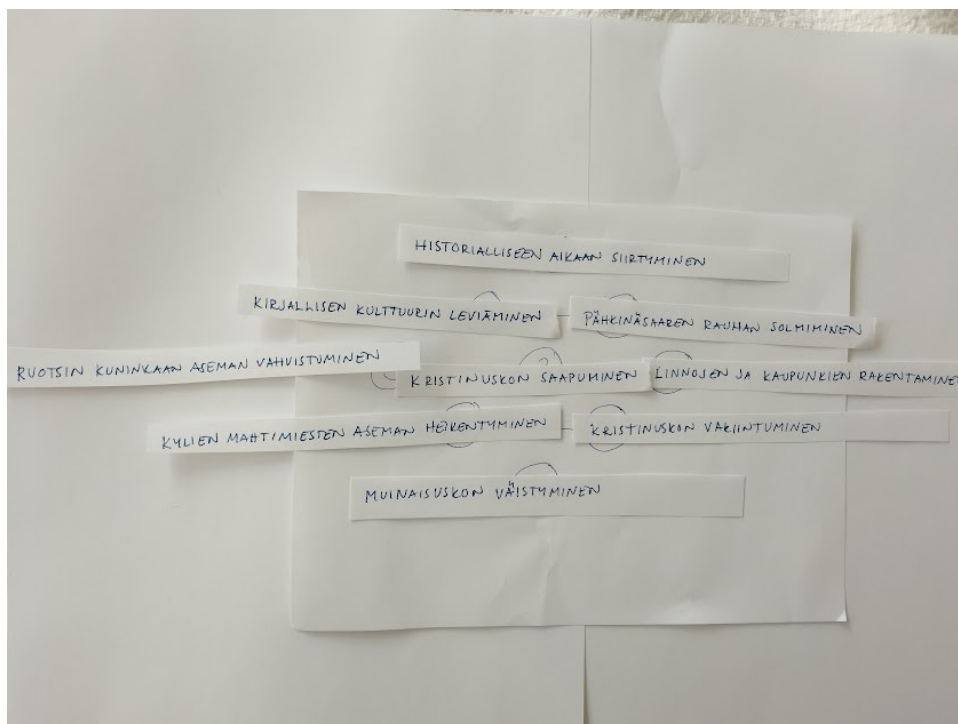 HISTORIALLISEEN AIKAAN SIIRTYMINEN
KIRJALLISEN KULTTUURIN LEVIÄMINEN
PÄHKINÄSAAREN RAUHAN SOLMIMINEN
RUOTSIN KUNINKAAN ASEMAN VAHVISTUMINEN
KRISTINUSKON SAAPUMINEN
LINNOJEN JA KAUPUNKIEN RAKENTAMINE
KYLIEN MAHTIMIESTEN ASEMAN HEIKENTYMINEN
KRISTINUSKON VAKIINTUMINEN
MUINAISUSKON VÄISTYMINEN